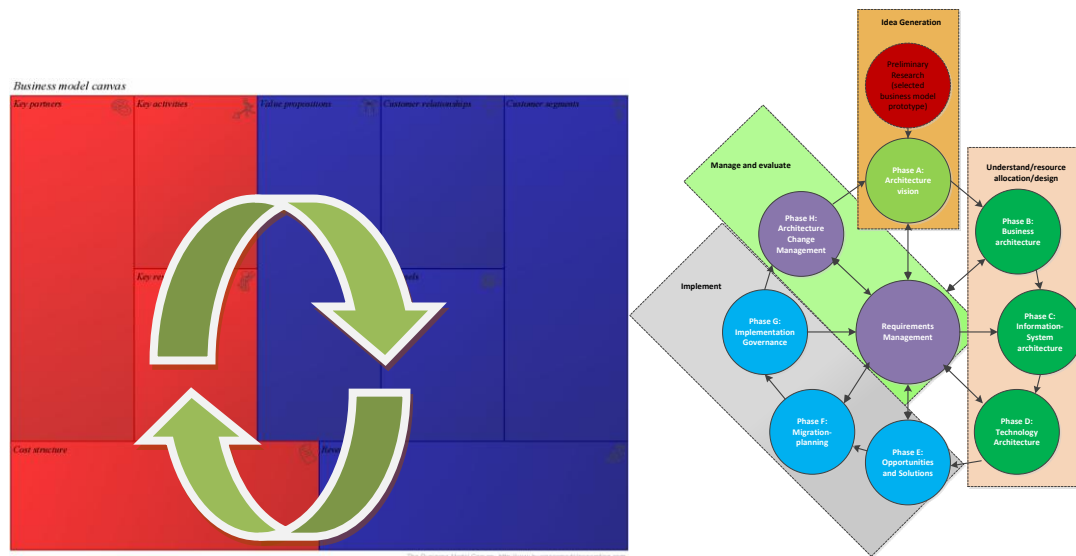 Business model canvas
Key partners
Key activities
Value propositions
Customer relationships
Customer segments
Cost structure
Idea Generation
Preliminary
Research
(selected
business model
prototype)
Phase A:
Architecture
vision
Manage and evaluate
Understand/resource
allocation/design
Phase H:
Architecture
Change
Management
Phase B:
Business
architecture
Implement
Phase G:
Implementation
Governance
Requirements
Management
Phase C:
Information-
System
architecture
Phase F:
Migration-
planning
Phase E:
Opportunities
and Solutions
Phase D:
Technology
Architecture